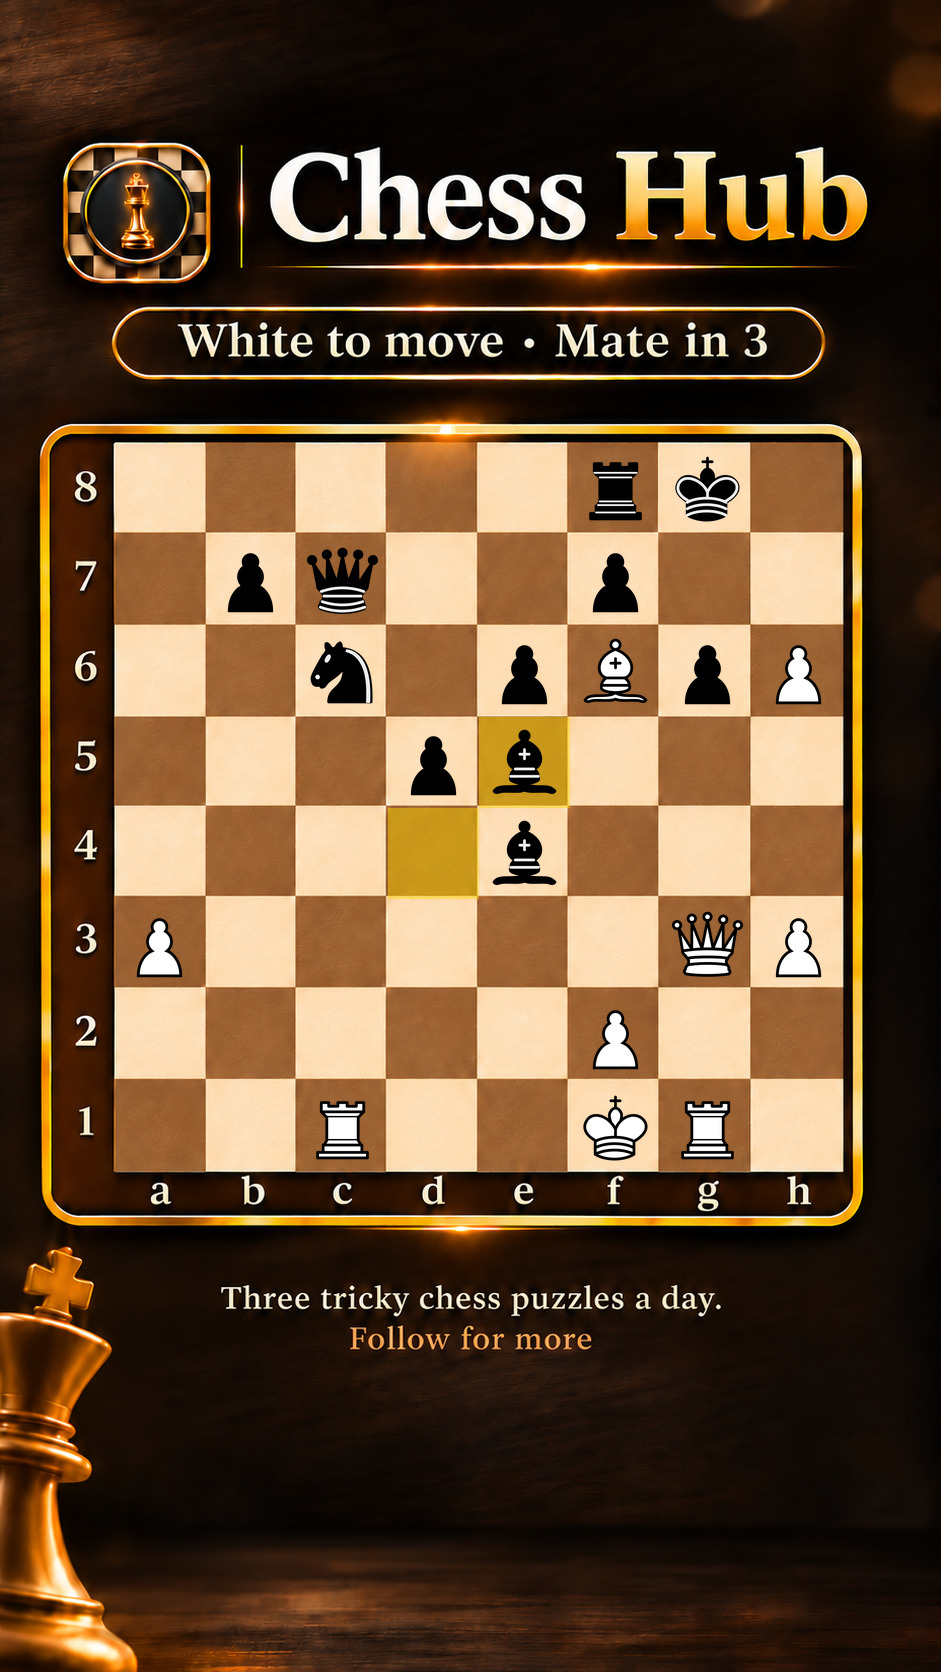 Chess Hub
White to move • Mate in 3
8
7
6
5
4
3
2
1
a b c d e f g h
Three tricky chess puzzles a day.
Follow for more